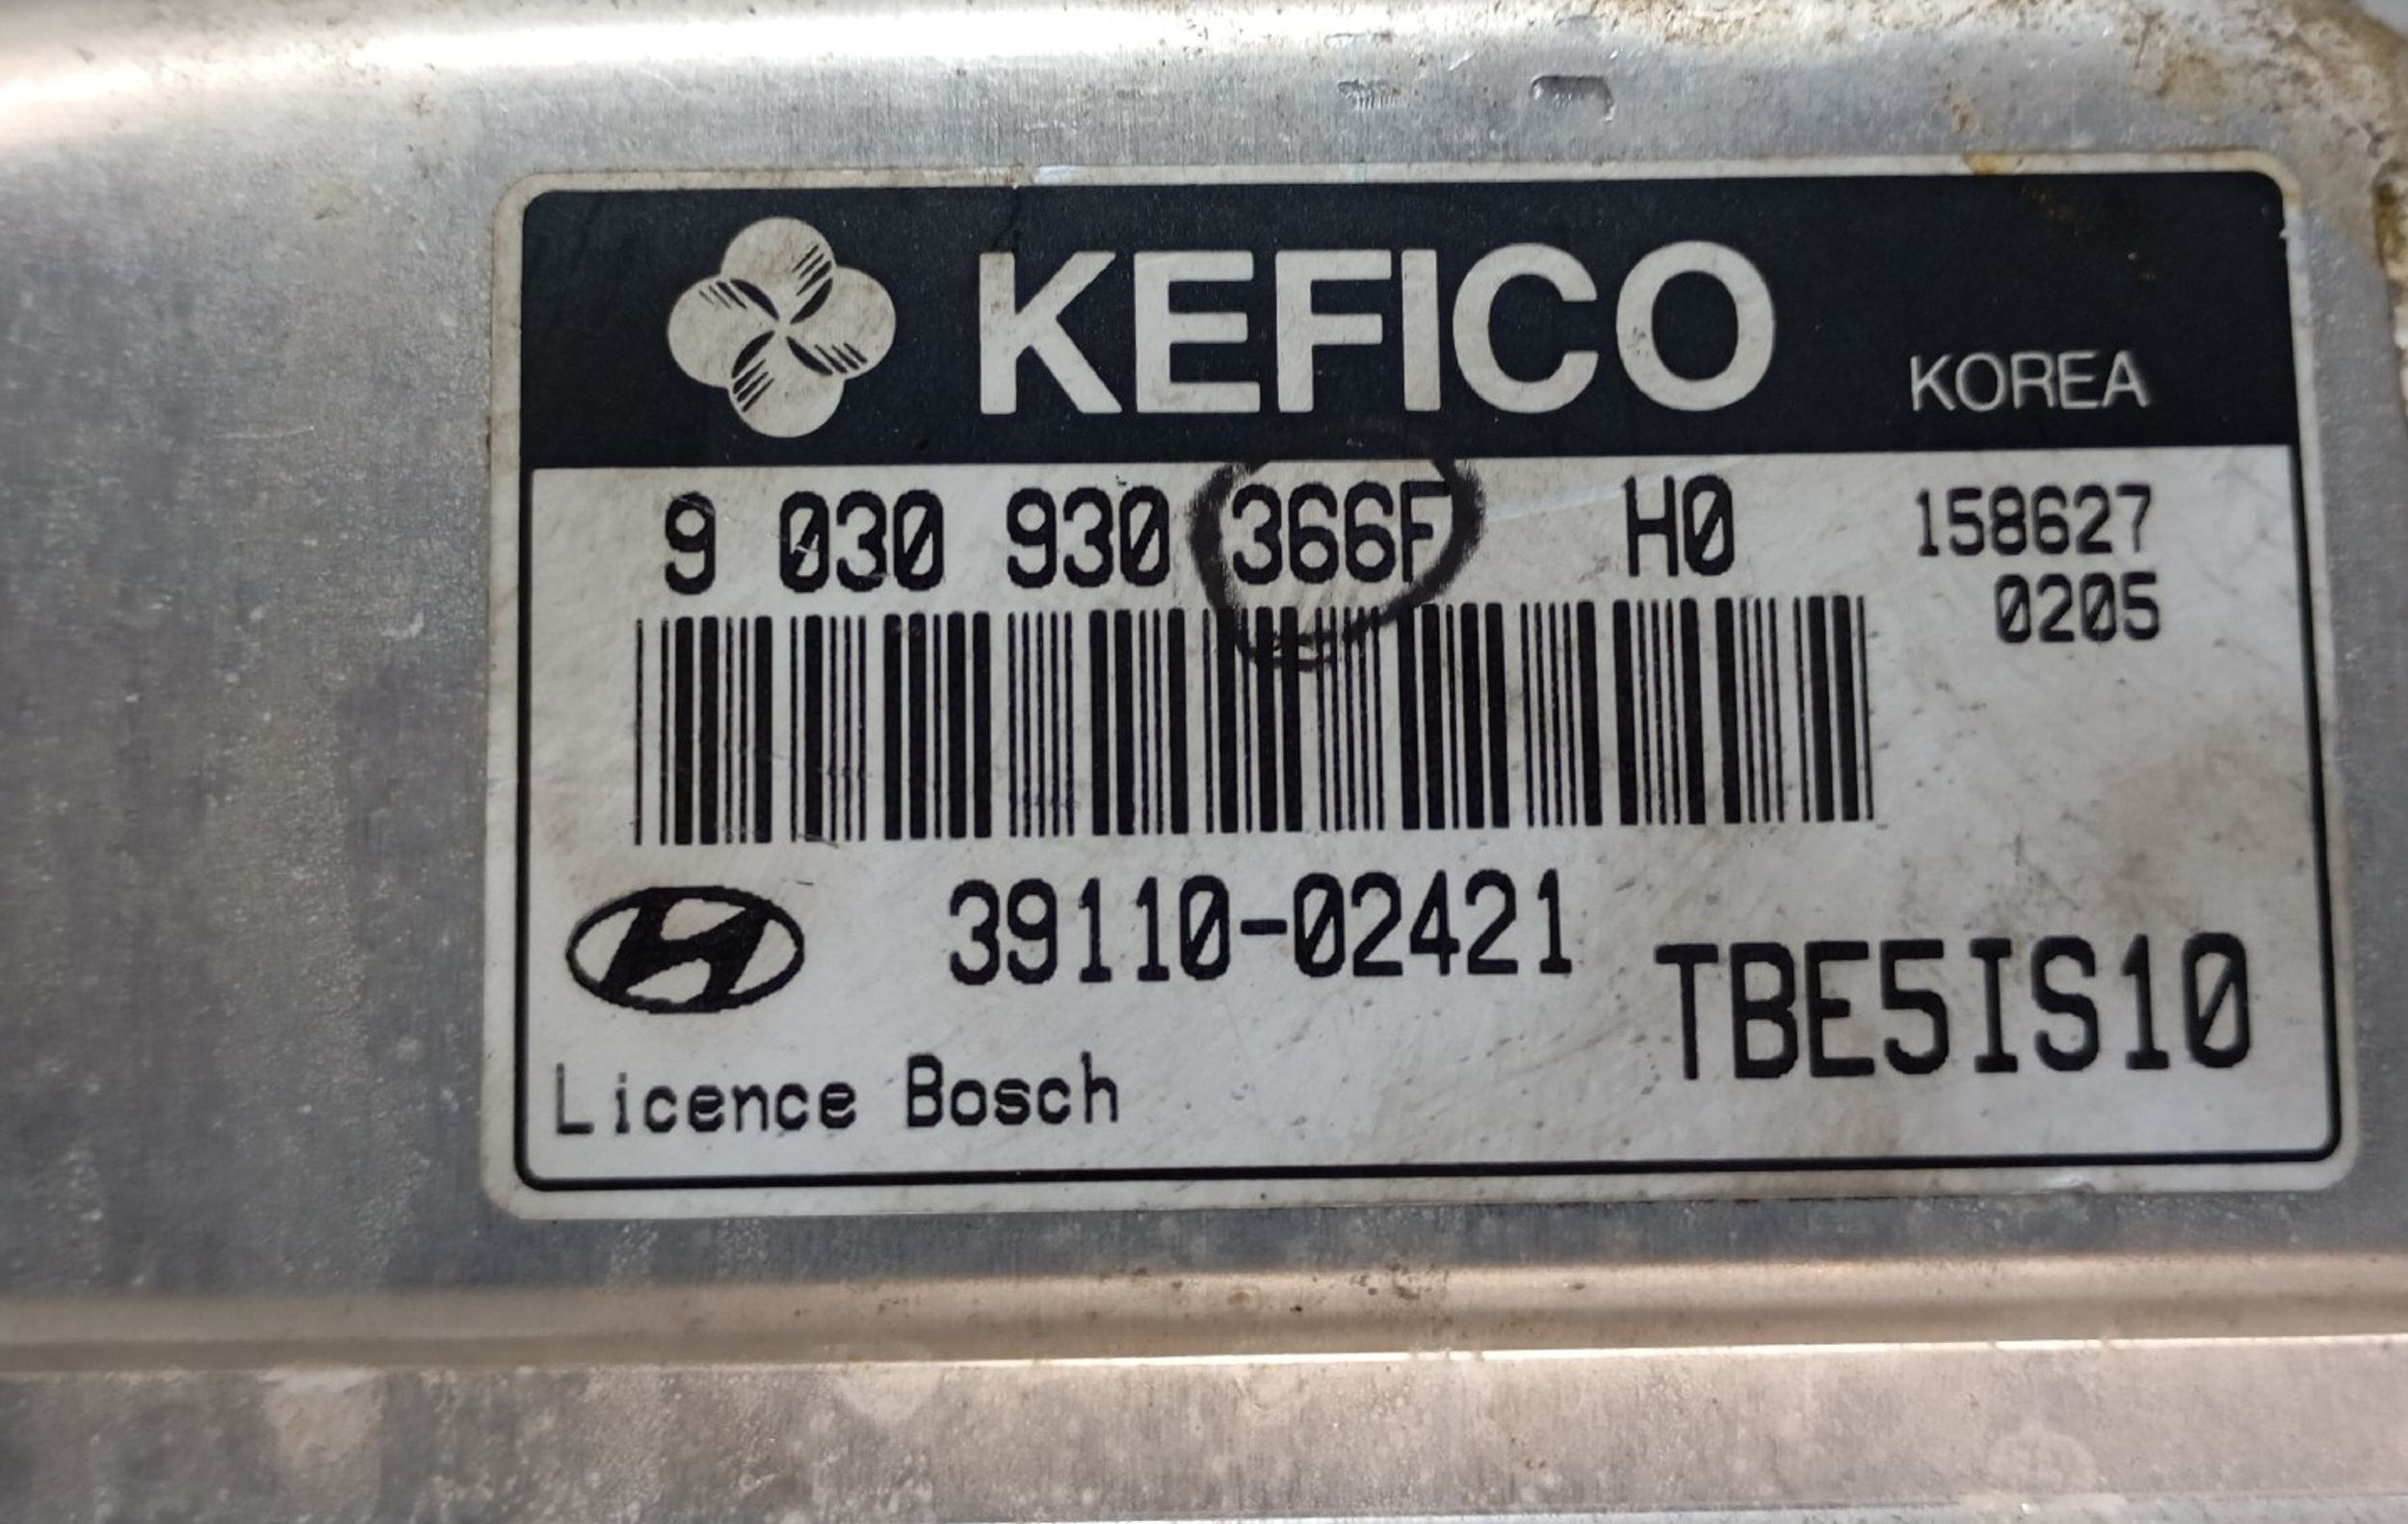 KEFICO KOREA
9 030 930 366F H0 158627
0205
39110-02421
TBE5IS10
Licence Bosch